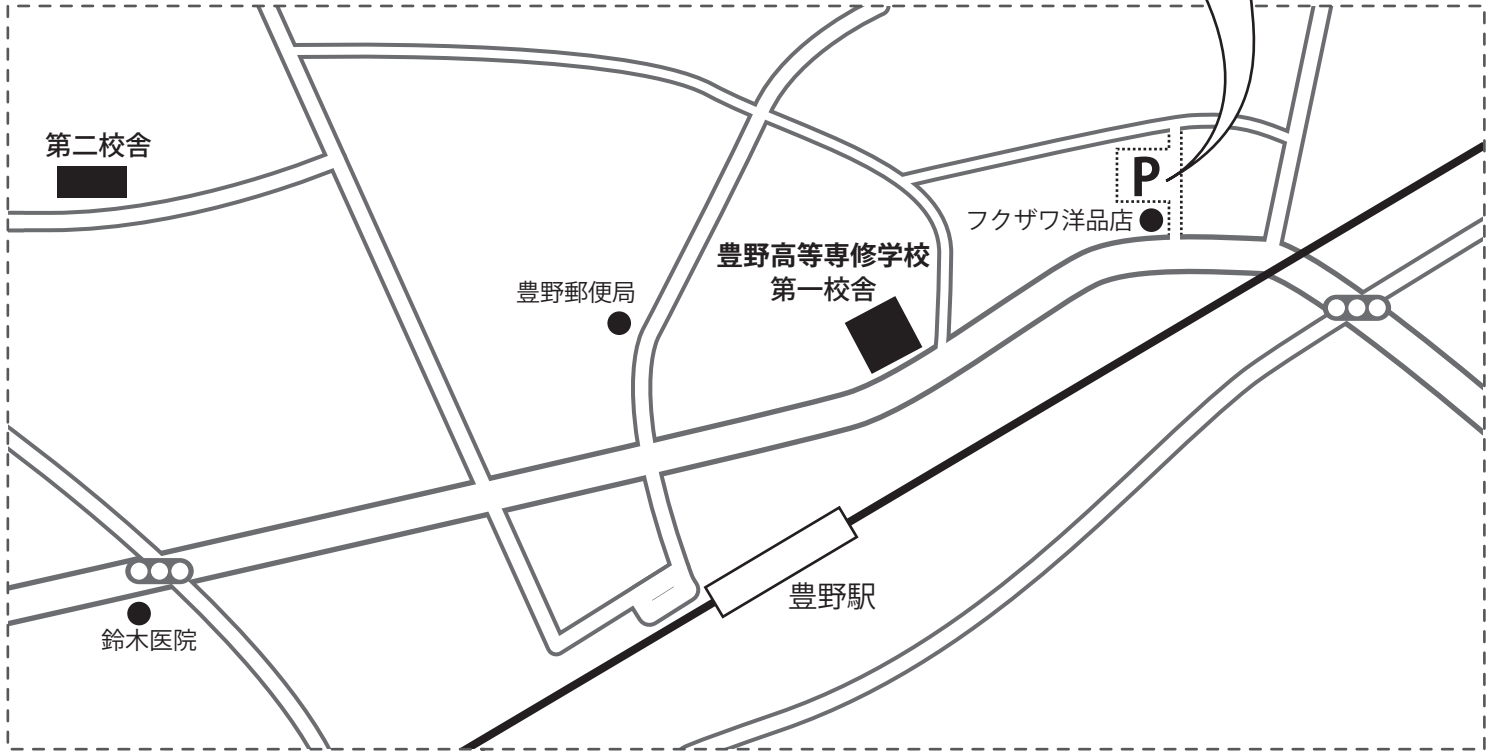 第二校舎
P
フクザワ洋品店
豊野高等専修学校
第一校舎
豊野郵便局
豊野駅
鈴木医院